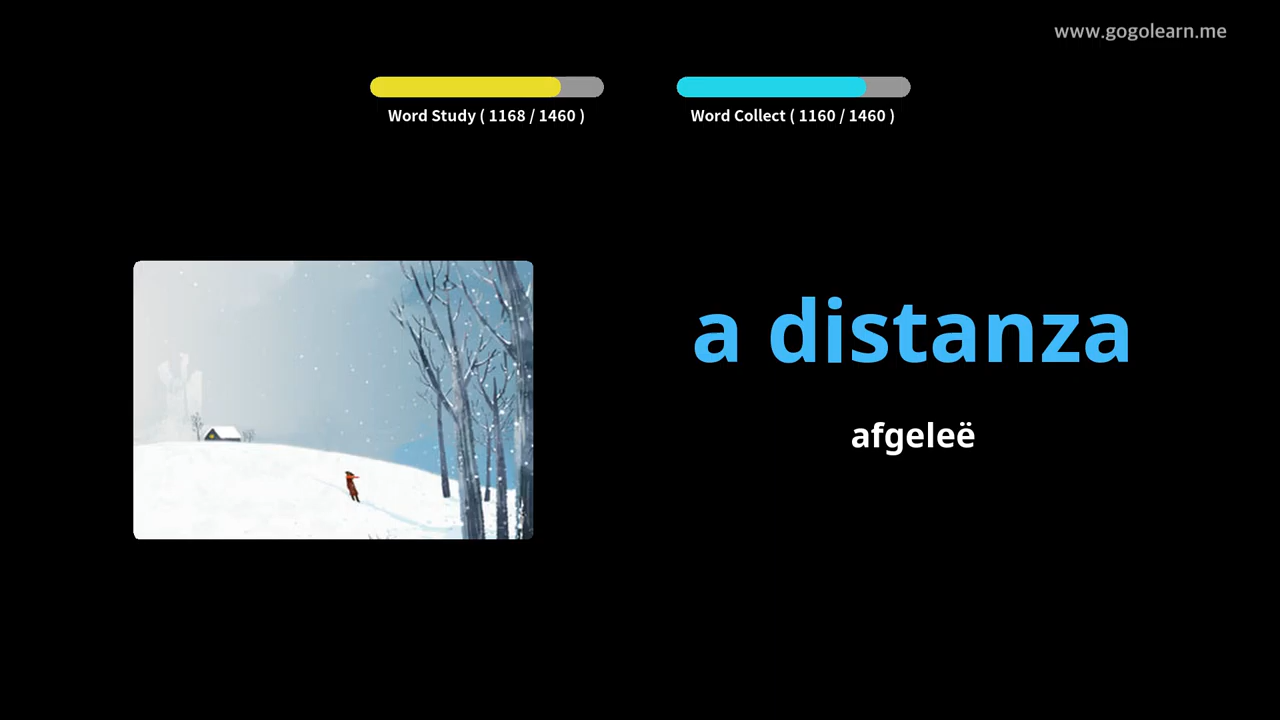 www.gogolearn.me
Word Study ( 1168 / 1460 )
Word Collect ( 1160 / 1460 )
a distanza
afgeleë